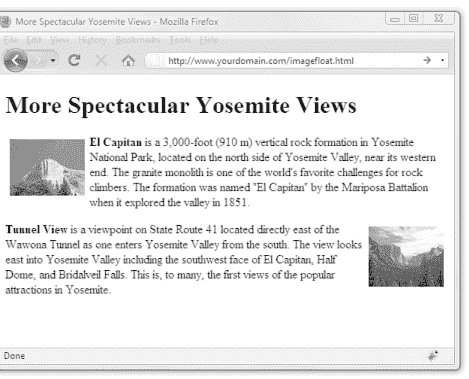 More Spectacular Yosemite Views - Mozilla Firefox
File Edit View History Bookmarks Tools Help
http://www.yourdomain.com/imagefloat.html
More Spectacular Yosemite Views
El Capitan is a 3,000-foot (910 m) vertical rock formation in Yosemite
National Park, located on the north side of Yosemite Valley, near its western
end. The granite monolith is one of the world's favorite challenges for rock
climbers. The formation was named "El Capitan" by the Mariposa Battalion
when it explored the valley in 1851.
Tunnel View is a viewpoint on State Route 41 located directly east of the
Wawona Tunnel as one enters Yosemite Valley from the south. The view looks
east into Yosemite Valley including the southwest face of El Capitan, Half
Dome, and Bridalveil Falls. This is, to many, the first views of the popular
attractions in Yosemite.
Done